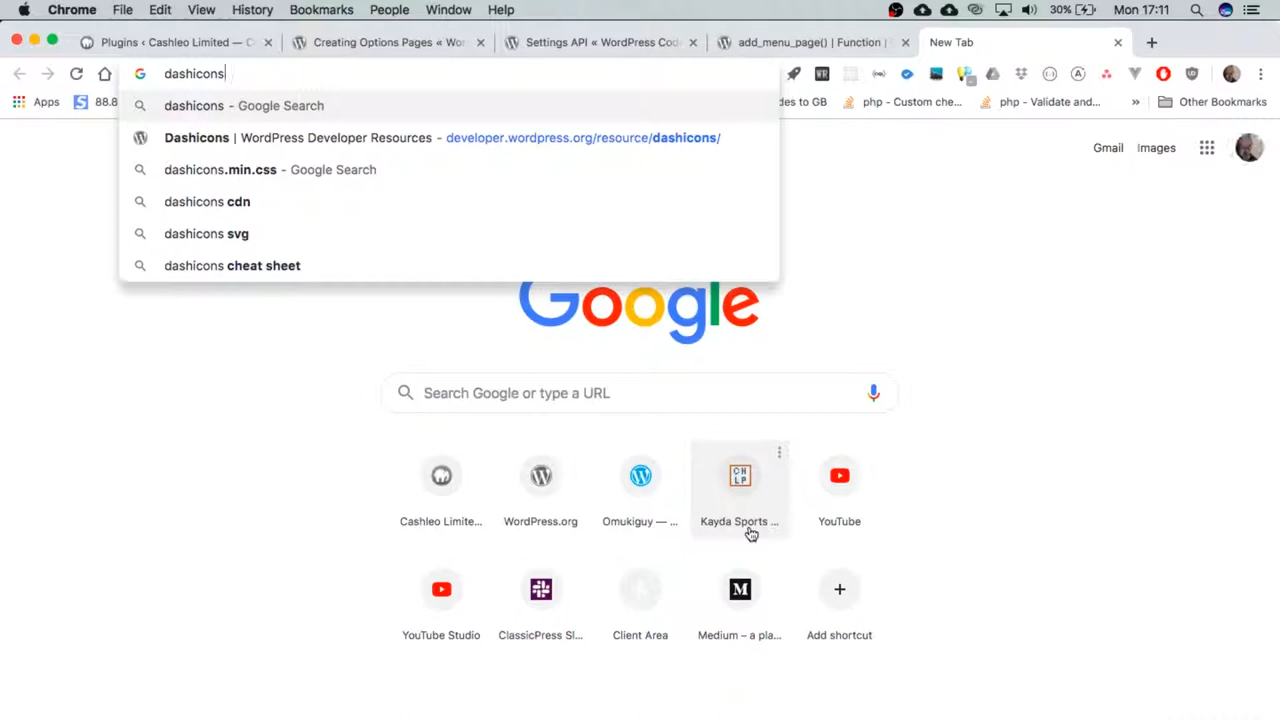 Chrome File Edit View History Bookmarks People Window Help 30% Mon 17:11
Plugins ‹ Cashleo Limited — C Creating Options Pages « Wor Settings API « WordPress Cod add_menu_page() | Function | New Tab
dashicons
Apps 88.8 des to GB php - Custom che... php - Validate and... » Other Bookmarks
dashicons - Google Search
Dashicons | WordPress Developer Resources - developer.wordpress.org/resource/dashicons/
dashicons.min.css - Google Search
dashicons cdn
dashicons svg
dashicons cheat sheet
Gmail Images
Google
Search Google or type a URL
Cashleo Limite... WordPress.org Omukiguy — ... Kayda Sports ... YouTube
YouTube Studio ClassicPress Sl... Client Area Medium – a pla... Add shortcut